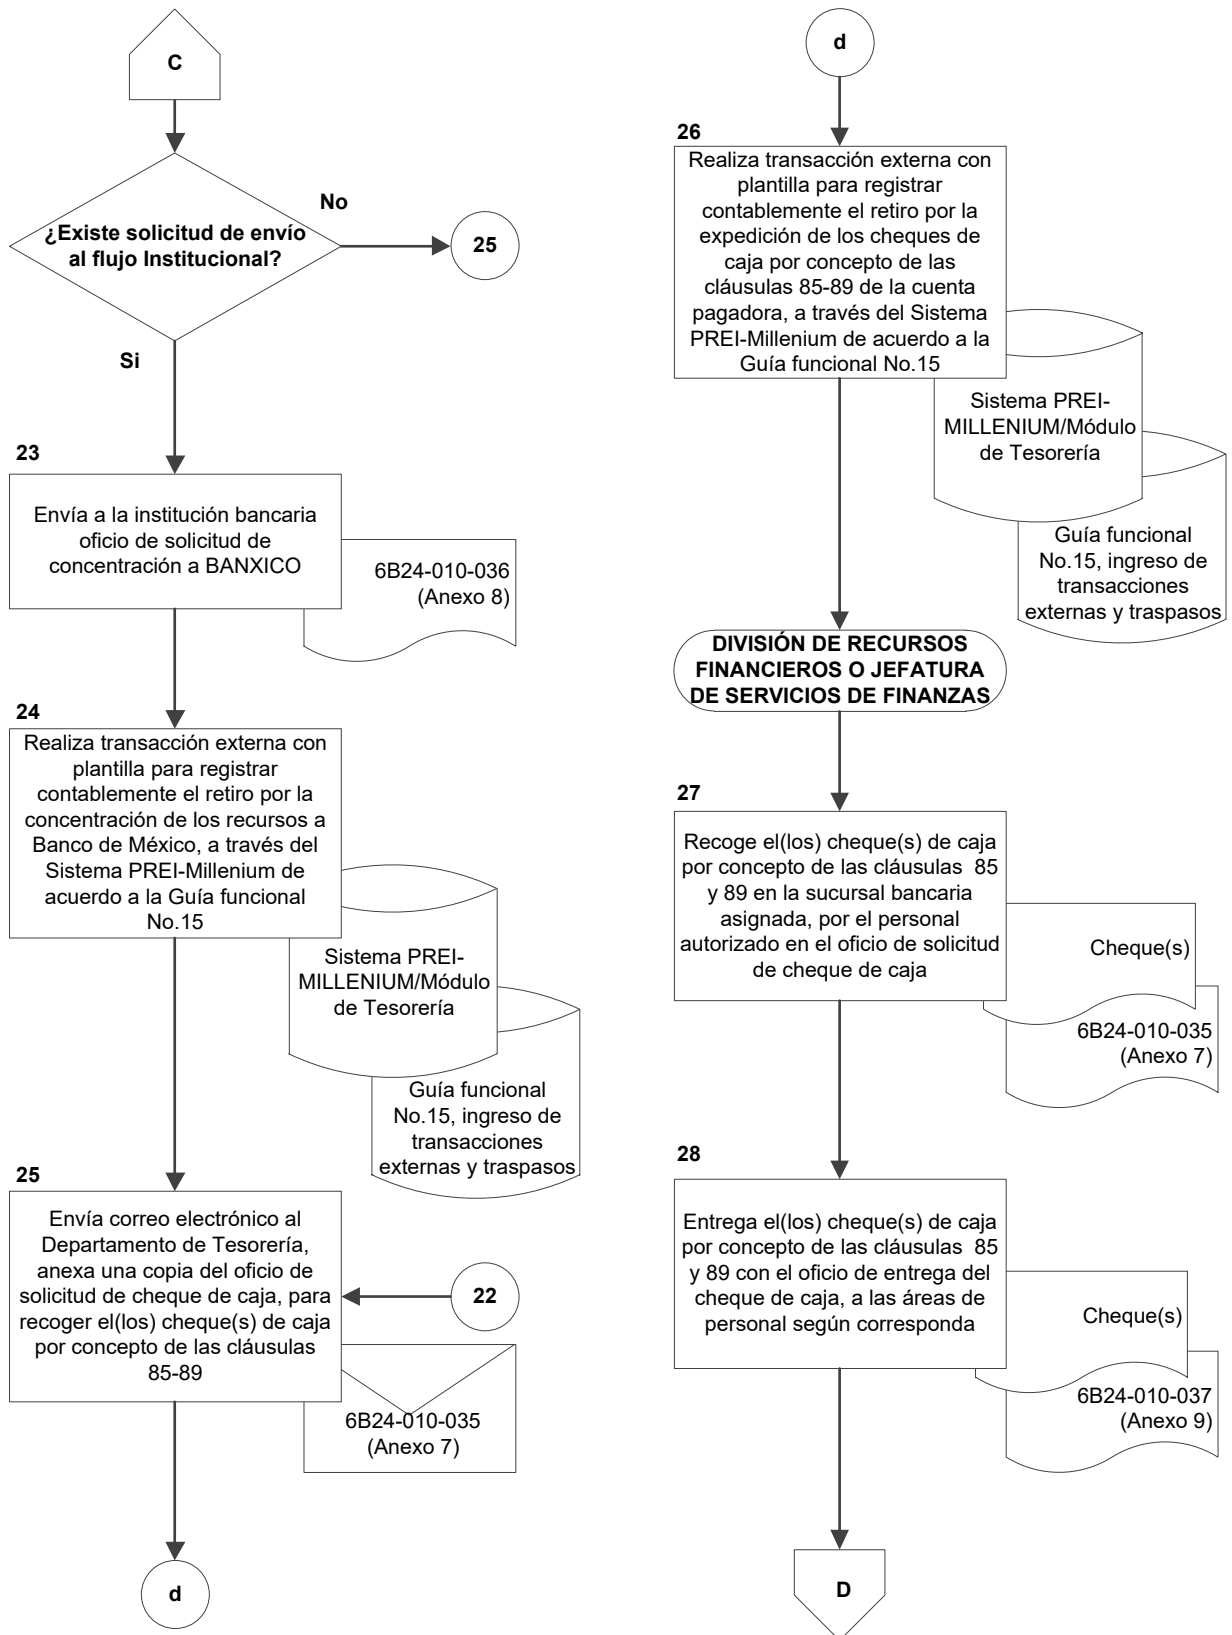 C
¿Existe solicitud de envío
al flujo Institucional?
No
25
Si
23
Envía a la institución bancaria
oficio de solicitud de
concentración a BANXICO
6B24-010-036
(Anexo 8)
24
Realiza transacción externa con
plantilla para registrar
contablemente el retiro por la
concentración de los recursos a
Banco de México, a través del
Sistema PREI-Millenium de
acuerdo a la Guía funcional
No.15
Sistema PREI-
MILLENIUM/Módulo
de Tesorería
Guía funcional
No.15, ingreso de
transacciones
externas y traspasos
25
Envía correo electrónico al
Departamento de Tesorería,
anexa una copia del oficio de
solicitud de cheque de caja, para
recoger el(los) cheque(s) de caja
por concepto de las cláusulas
85-89
22
6B24-010-035
(Anexo 7)
d
d
26
Realiza transacción externa con
plantilla para registrar
contablemente el retiro por la
expedición de los cheques de
caja por concepto de las
cláusulas 85-89 de la cuenta
pagadora, a través del Sistema
PREI-Millenium de acuerdo a la
Guía funcional No.15
Sistema PREI-
MILLENIUM/Módulo
de Tesorería
Guía funcional
No.15, ingreso de
transacciones
externas y traspasos
DIVISIÓN DE RECURSOS
FINANCIEROS O JEFATURA
DE SERVICIOS DE FINANZAS
27
Recoge el(los) cheque(s) de caja
por concepto de las cláusulas 85
y 89 en la sucursal bancaria
asignada, por el personal
autorizado en el oficio de solicitud
de cheque de caja
Cheque(s)
6B24-010-035
(Anexo 7)
28
Entrega el(los) cheque(s) de caja
por concepto de las cláusulas 85
y 89 con el oficio de entrega del
cheque de caja, a las áreas de
personal según corresponda
Cheque(s)
6B24-010-037
(Anexo 9)
D